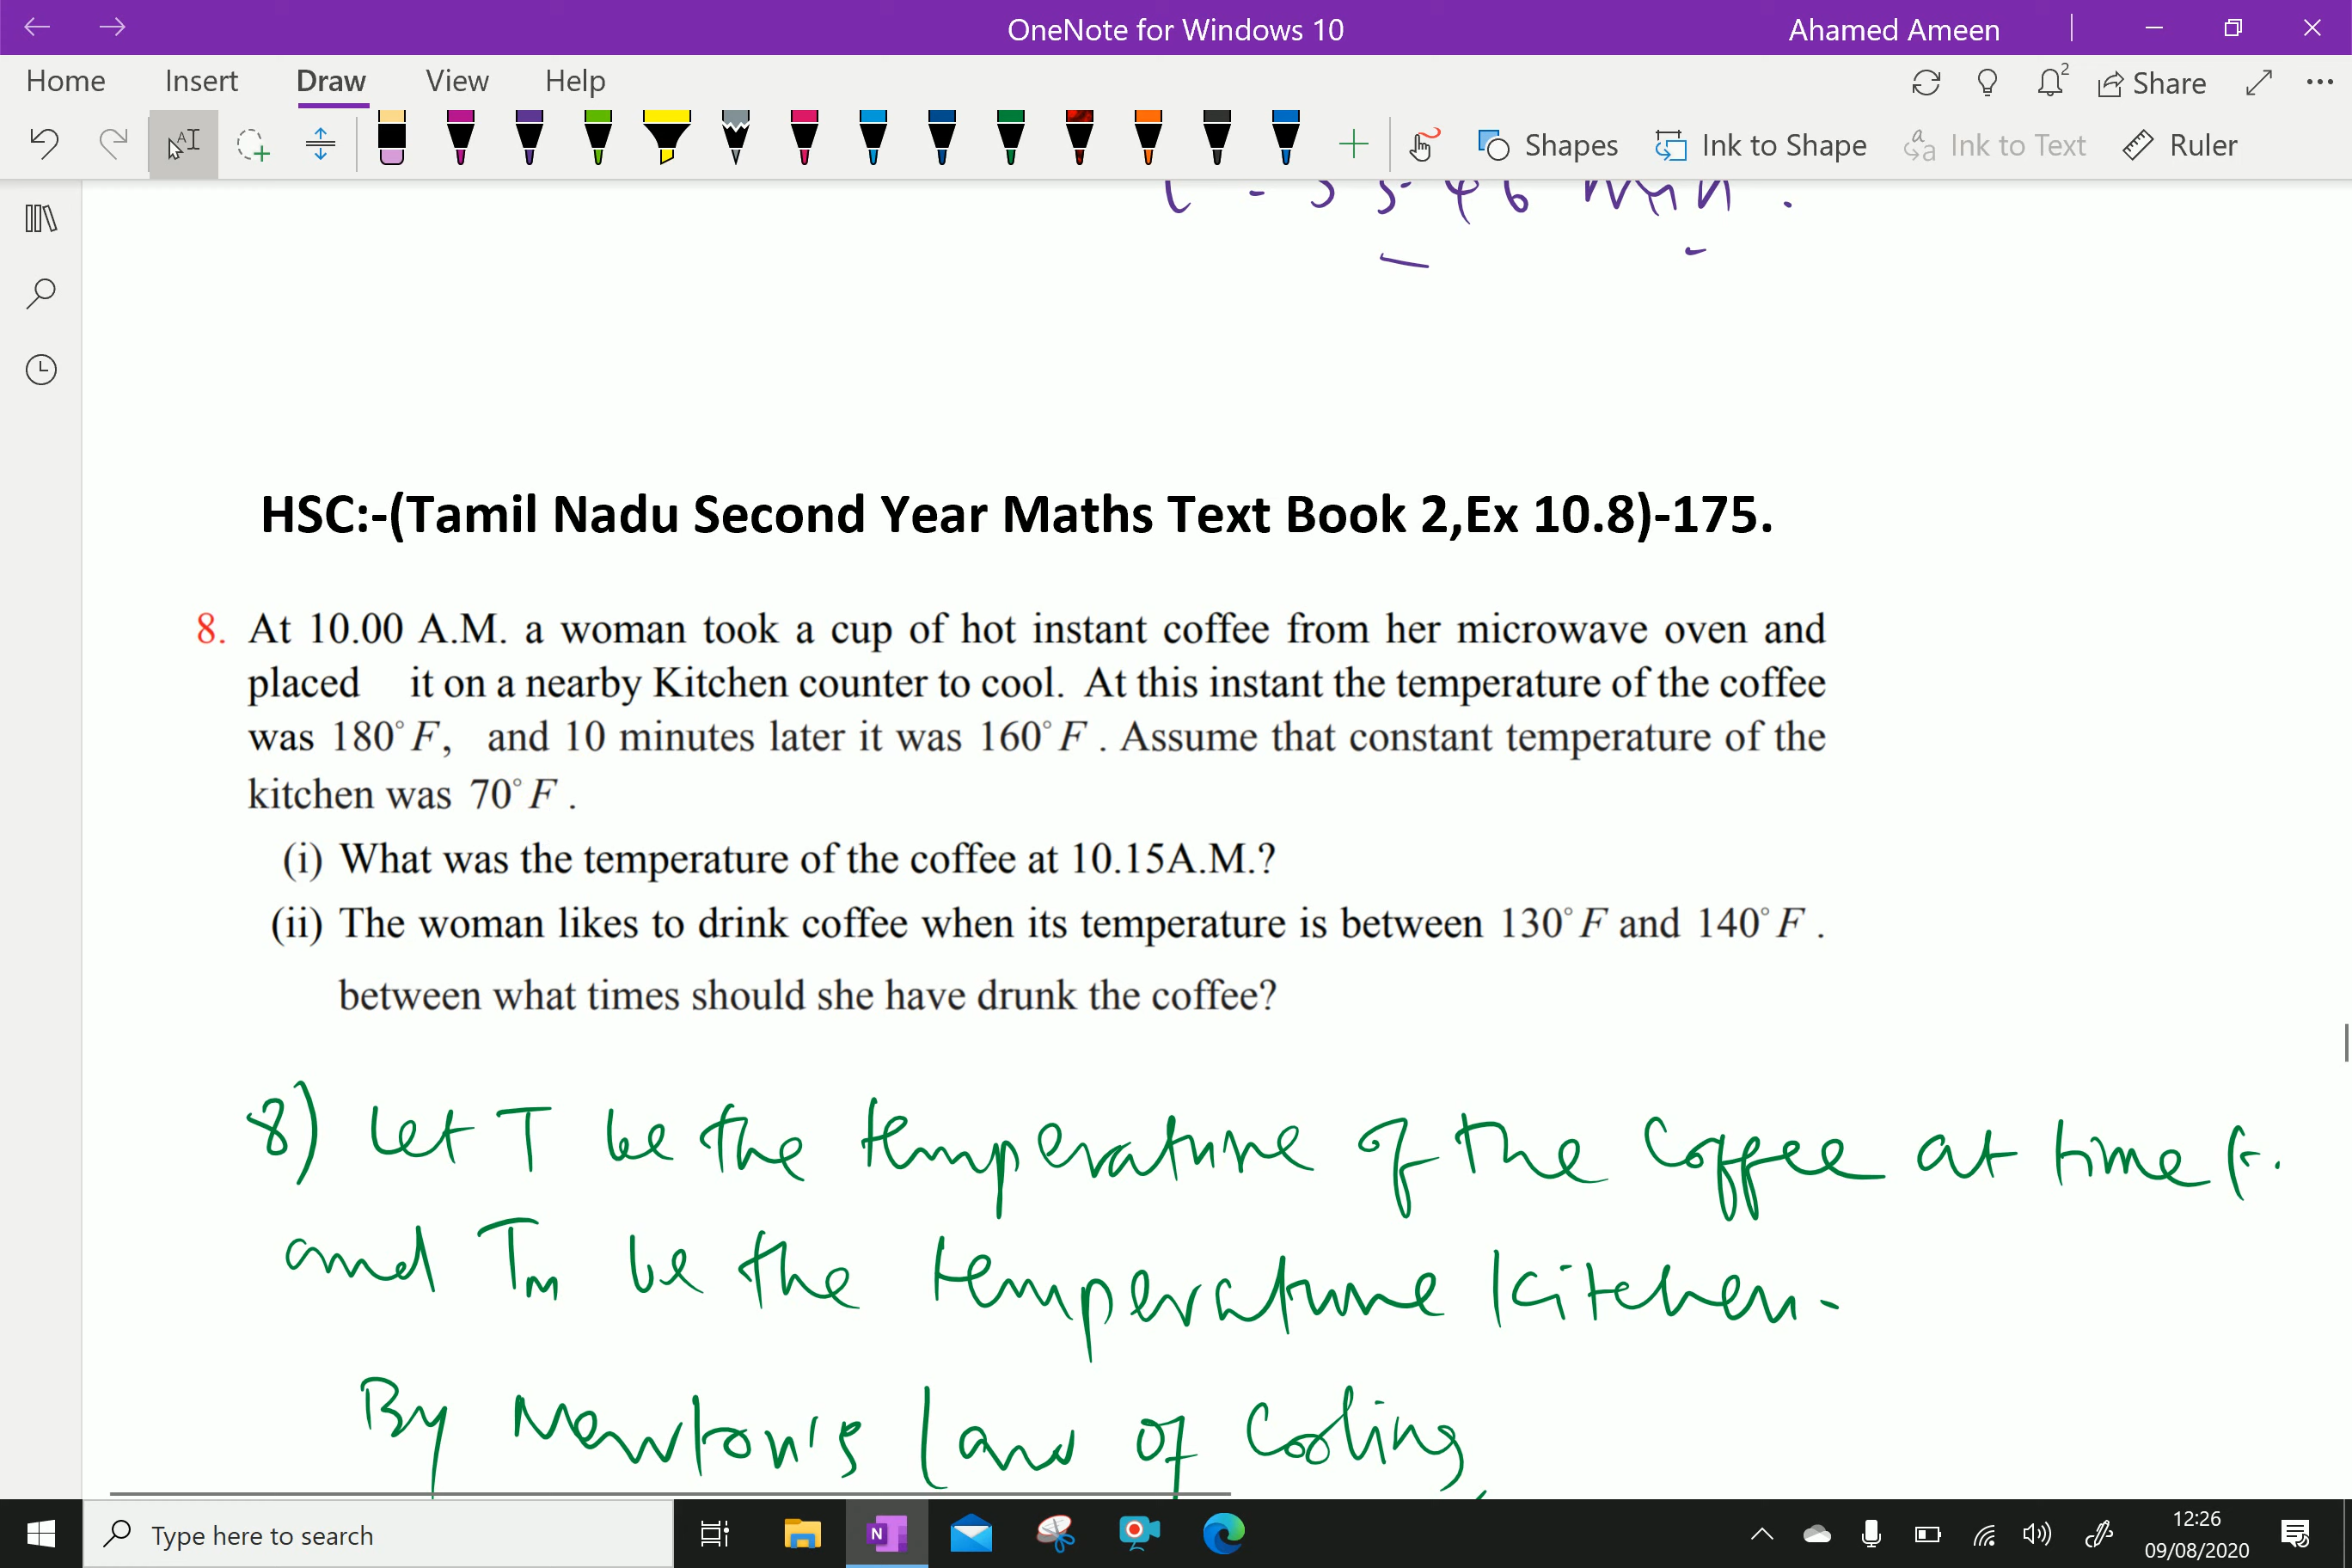 OneNote for Windows 10
Ahamed Ameen
Home Insert Draw View Help
2
Share
Shapes Ink to Shape Ink to Text Ruler
5.46 min.
HSC:-(Tamil Nadu Second Year Maths Text Book 2,Ex 10.8)-175.
8. At 10.00 A.M. a woman took a cup of hot instant coffee from her microwave oven and
placed it on a nearby Kitchen counter to cool. At this instant the temperature of the coffee
was 180°F, and 10 minutes later it was 160°F . Assume that constant temperature of the
kitchen was 70°F .
(i) What was the temperature of the coffee at 10.15A.M.?
(ii) The woman likes to drink coffee when its temperature is between 130°F and 140°F .
between what times should she have drunk the coffee?
8) Let T be the temperature of the Coffee at time t.
and Tm be the temperature Kitchen.
By Newton's Law of Cooling,
Type here to search
12:26
09/08/2020